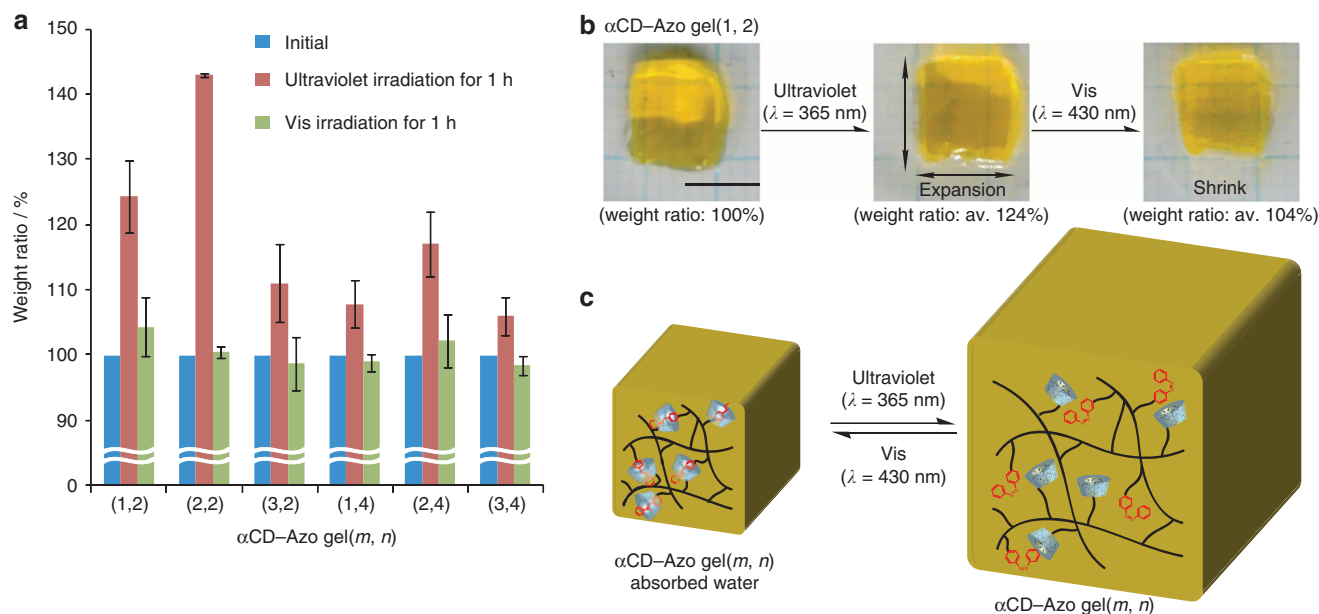 a
150
140
130
120
110
100
90
0
Weight ratio / %
Initial
Ultraviolet irradiation for 1 h
Vis irradiation for 1 h
(1,2) (2,2) (3,2) (1,4) (2,4) (3,4)
αCD–Azo gel(m, n)
b
αCD–Azo gel(1, 2)
Ultraviolet
(λ = 365 nm)
Vis
(λ = 430 nm)
Expansion
Shrink
(weight ratio: 100%)
(weight ratio: av. 124%)
(weight ratio: av. 104%)
c
Ultraviolet
(λ = 365 nm)
Vis
(λ = 430 nm)
αCD–Azo gel(m, n)
absorbed water
αCD–Azo gel(m, n)